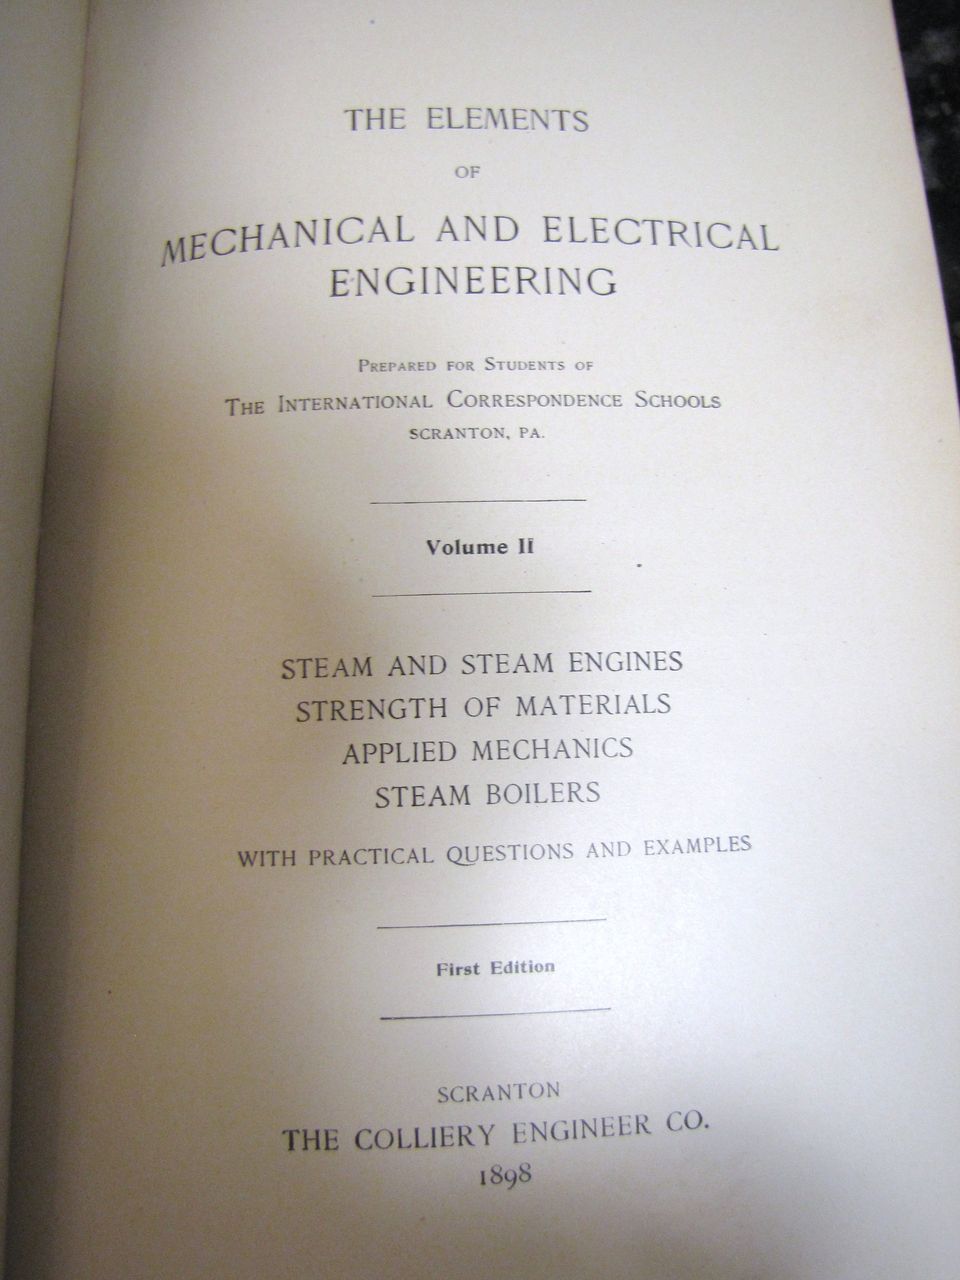 THE ELEMENTS
OF
MECHANICAL AND ELECTRICAL
ENGINEERING
PREPARED FOR STUDENTS OF
THE INTERNATIONAL CORRESPONDENCE SCHOOLS
SCRANTON, PA.
Volume II
STEAM AND STEAM ENGINES
STRENGTH OF MATERIALS
APPLIED MECHANICS
STEAM BOILERS
WITH PRACTICAL QUESTIONS AND EXAMPLES
First Edition
SCRANTON
THE COLLIERY ENGINEER CO.
1898